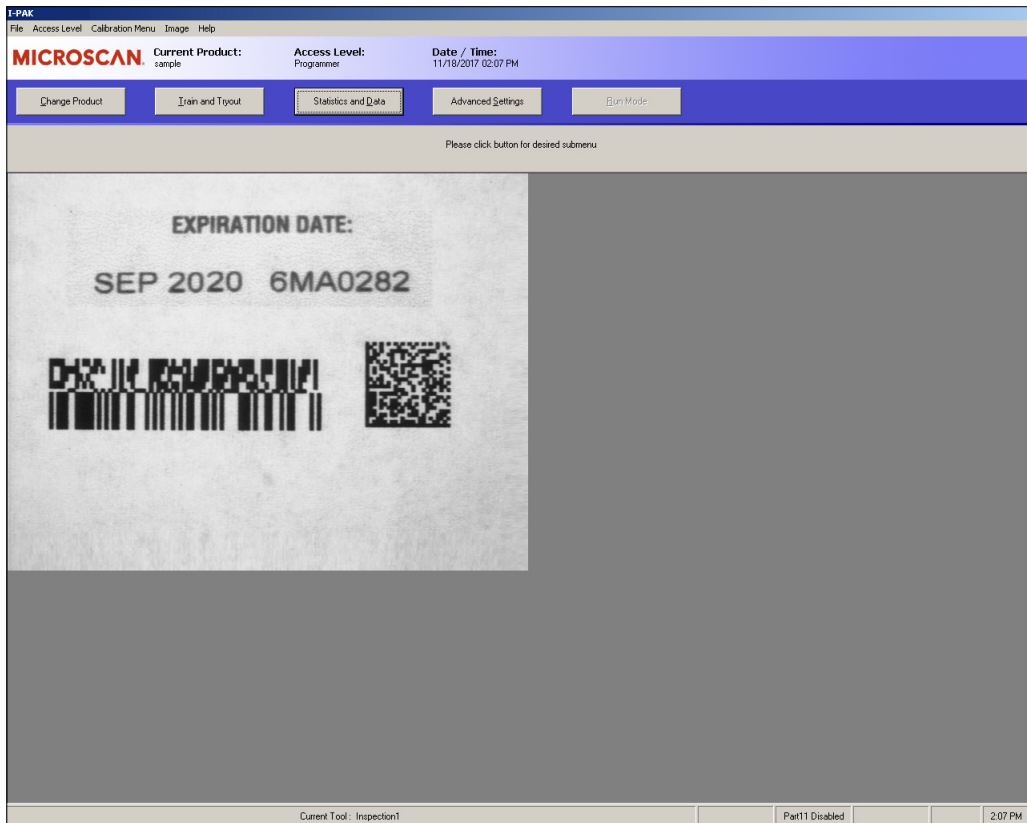 I-PAK
File Access Level Calibration Menu Image Help
MICROSCAN. Current Product: Access Level: Date / Time:
sample Programmer 11/18/2017 02:07 PM
Change Product Train and Tryout Statistics and Data Advanced Settings Run Mode
Please click button for desired submenu
EXPIRATION DATE:
SEP 2020 6MA0282
Current Tool : Inspection1 Part11 Disabled 2:07 PM